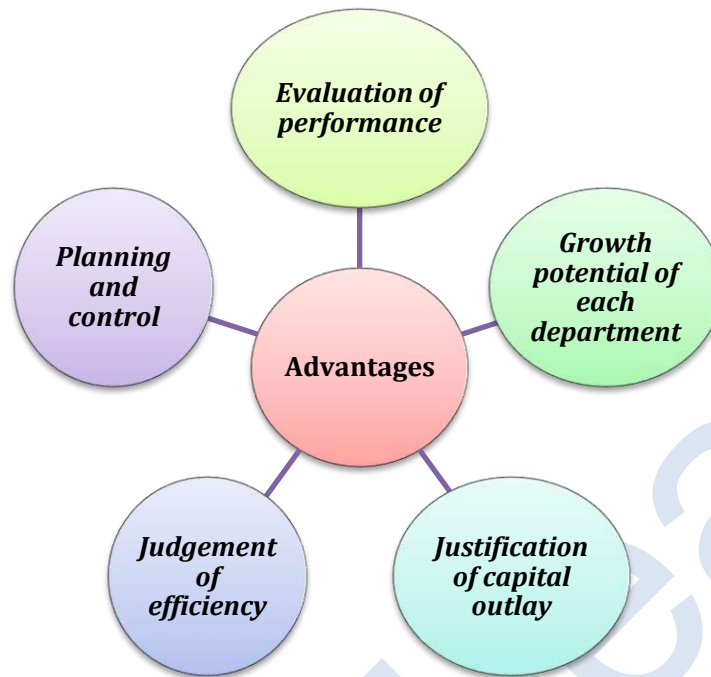 Evaluation of
performance
Growth
potential of
each
department
Justification
of capital
outlay
Judgement
of
efficiency
Planning
and
control
Advantages